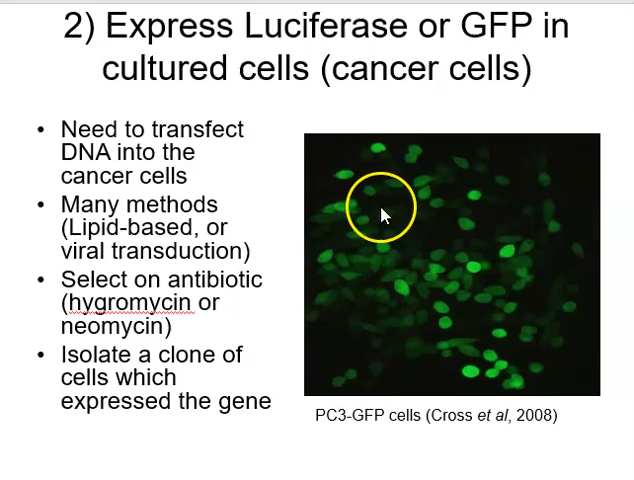 2) Express Luciferase or GFP in
cultured cells (cancer cells)
• Need to transfect
DNA into the
cancer cells
• Many methods
(Lipid-based, or
viral transduction)
• Select on antibiotic
(hygromycin or
neomycin)
• Isolate a clone of
cells which
expressed the gene
PC3-GFP cells (Cross et al, 2008)